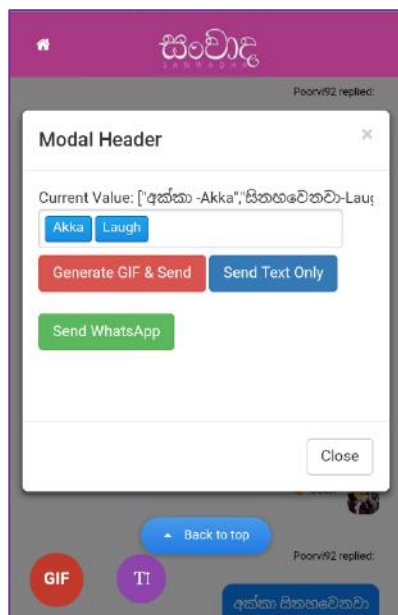 සංවාද
SANWADHA
Poorvi92 replied:
Modal Header
×
Current Value: ["අක්කා -Akka","සිනහවෙනවා-Laug
Akka Laugh
Generate GIF & Send Send Text Only
Send WhatsApp
Close
Back to top
Poorvi92 replied:
GIF
අක්කා සිනහවෙනවා